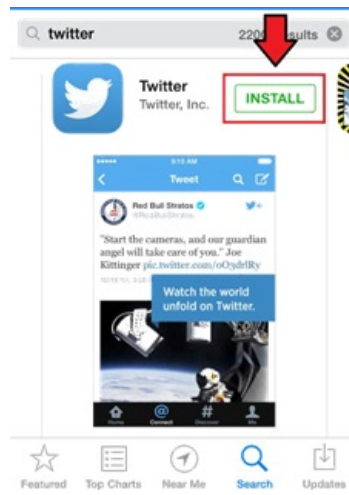 twitter
Results
Twitter
Twitter, Inc.
INSTALL
9:15 AM
Tweet
Red Bull Stratos
@RedBullStratos
"Start the cameras, and our guardian
angel will take care of you." Joe
Kittinger pic.twitter.com/0O3drlRy
Watch the world
unfold on Twitter.
Home
Connect
Discover
Me
Featured
Top Charts
Near Me
Search
Updates